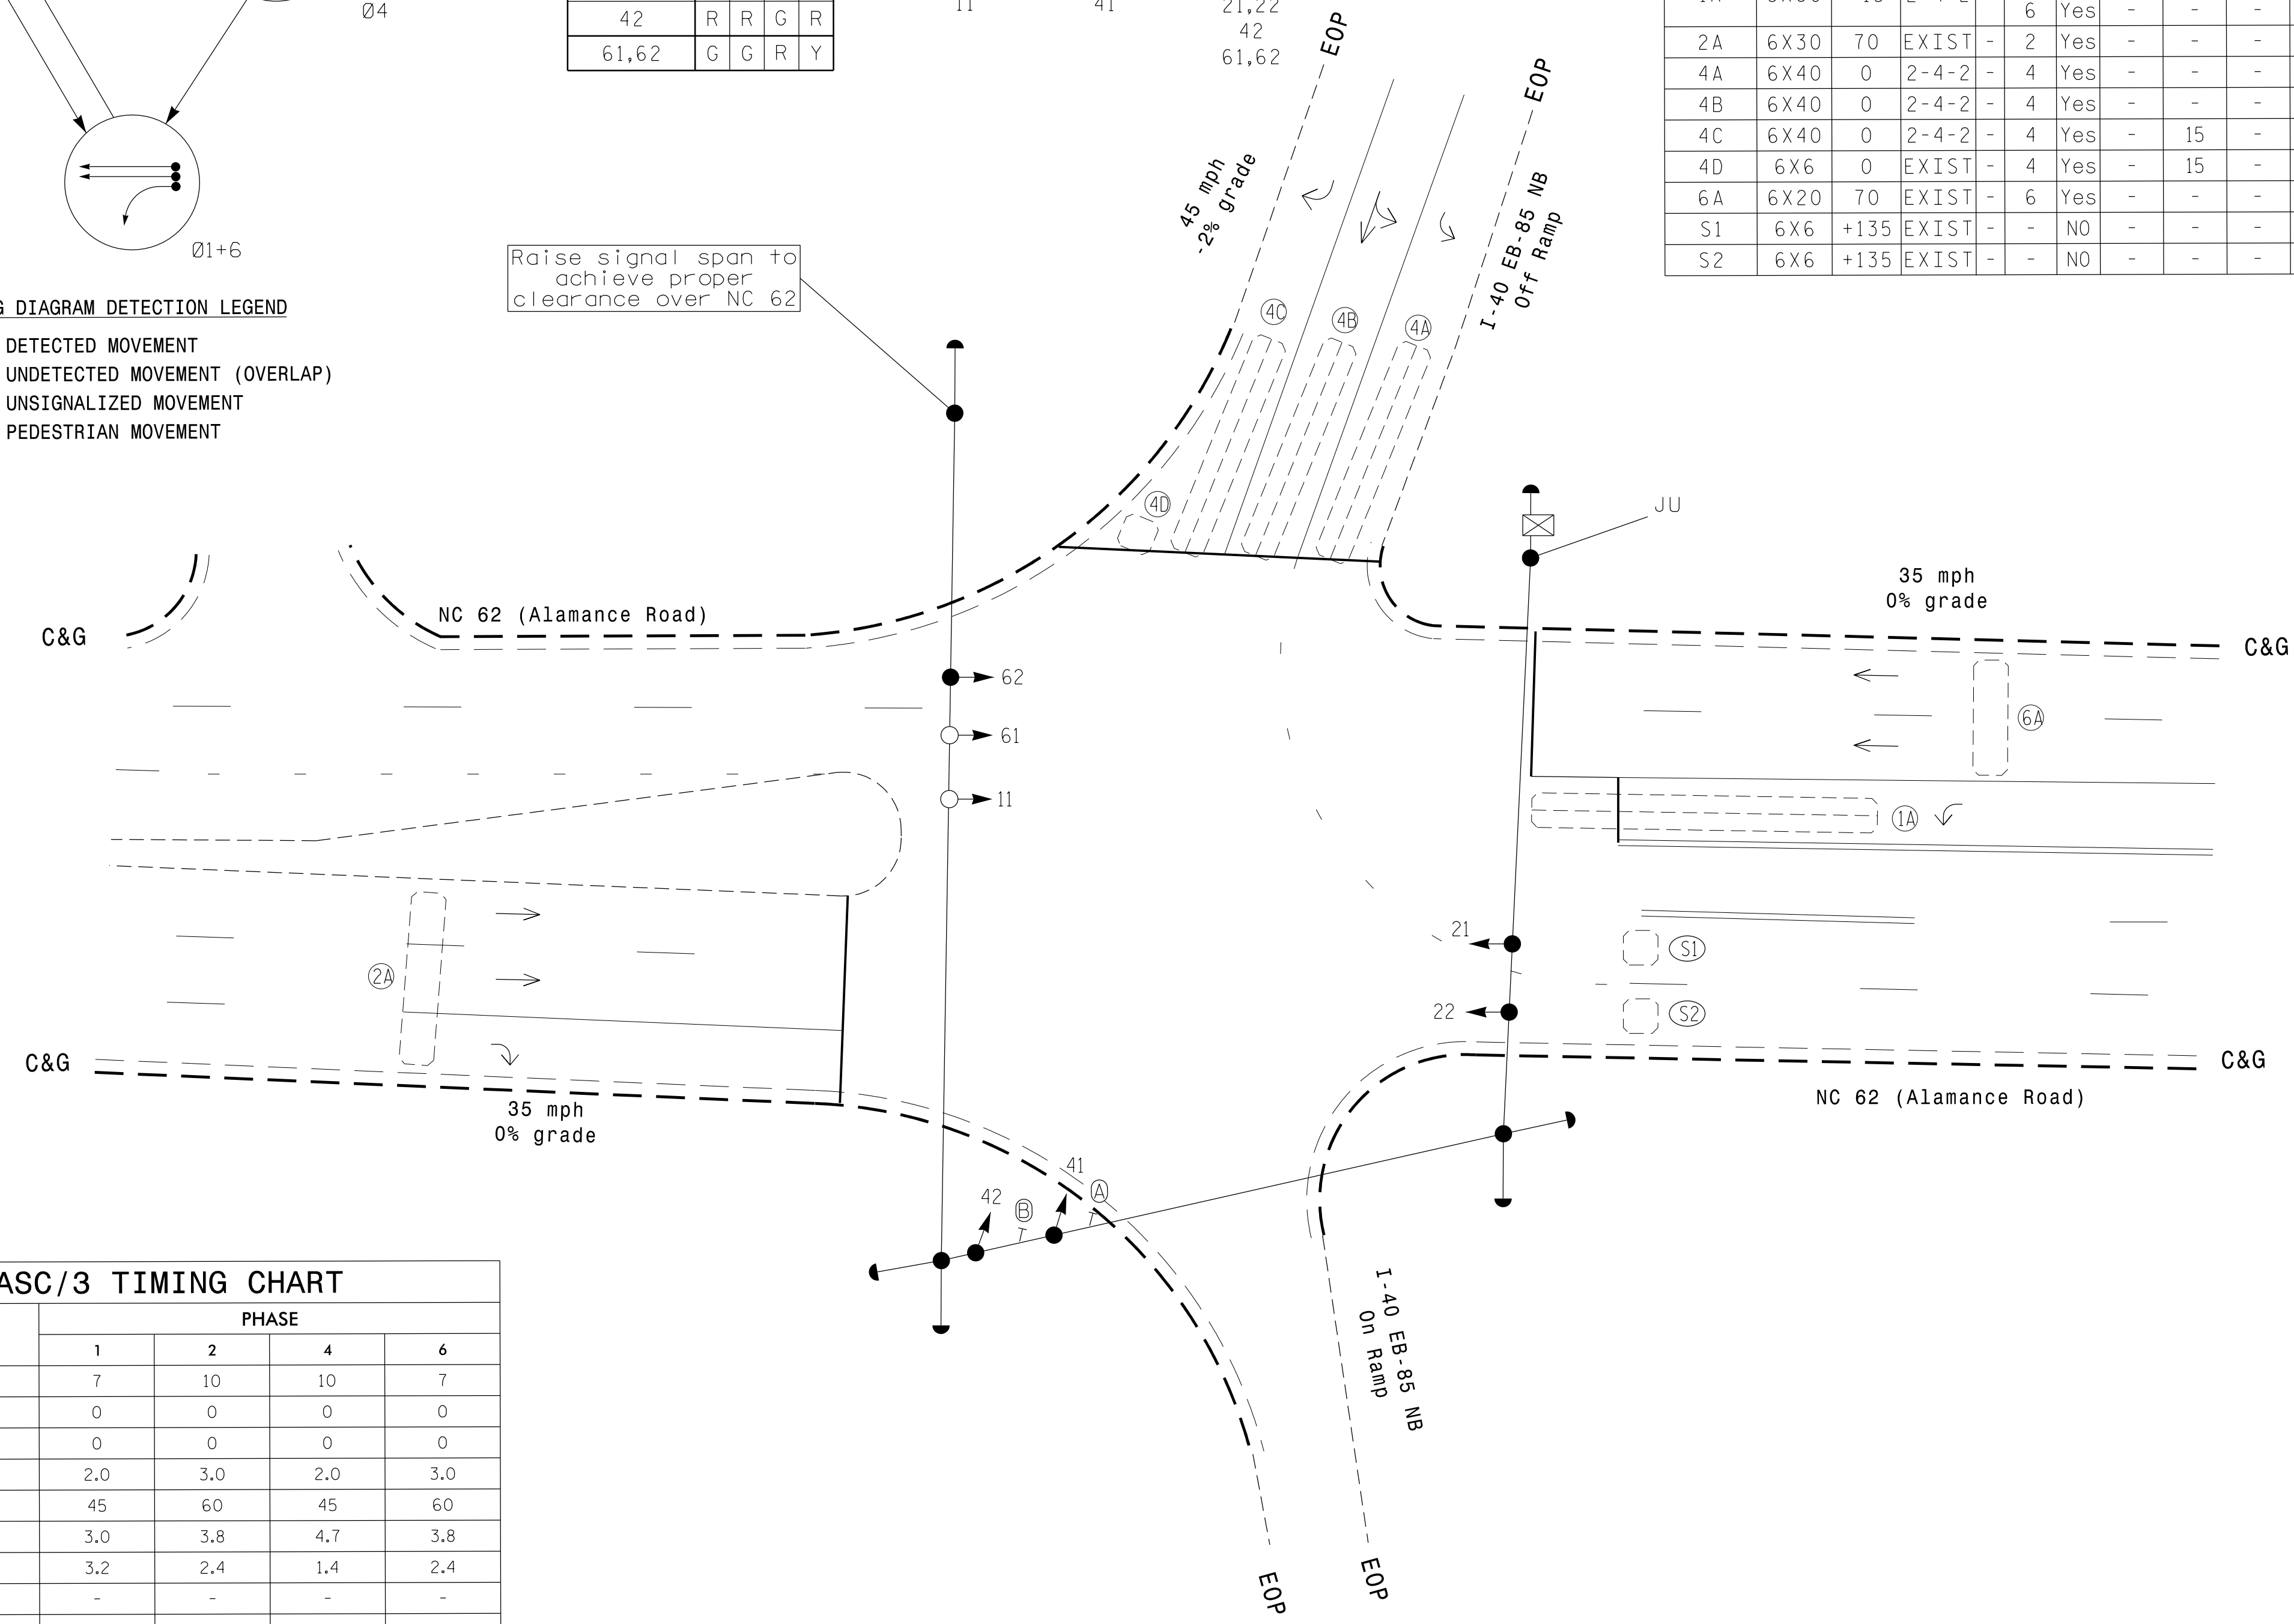 Ø4
42 R R G R
61,62 G G R Y
11 41 21,22
42
61,62
EOP
EOP
6 Yes - - -
2A 6X30 70 EXIST - 2 Yes - - -
4A 6X40 0 2-4-2 - 4 Yes - - -
4B 6X40 0 2-4-2 - 4 Yes - - -
4C 6X40 0 2-4-2 - 4 Yes - 15 -
4D 6X6 0 EXIST - 4 Yes - 15 -
6A 6X20 70 EXIST - 6 Yes - - -
S1 6X6 +135 EXIST - - NO - - -
S2 6X6 +135 EXIST - - NO - - -
Ø1+6
G DIAGRAM DETECTION LEGEND
DETECTED MOVEMENT
UNDETECTED MOVEMENT (OVERLAP)
UNSIGNALIZED MOVEMENT
PEDESTRIAN MOVEMENT
Raise signal span to
achieve proper
clearance over NC 62
45 mph
-2% grade
I-40 EB-85 NB
Off Ramp
4C
4B
4A
4D
JU
35 mph
0% grade
NC 62 (Alamance Road)
C&G
C&G
62
61
11
6A
1A
21
S1
2A
22
S2
C&G
C&G
35 mph
0% grade
NC 62 (Alamance Road)
41
42
B
A
I-40 EB-85 NB
On Ramp
EOP
EOP
ASC/3 TIMING CHART
PHASE
1 2 4 6
7 10 10 7
0 0 0 0
0 0 0 0
2.0 3.0 2.0 3.0
45 60 45 60
3.0 3.8 4.7 3.8
3.2 2.4 1.4 2.4
- - - -